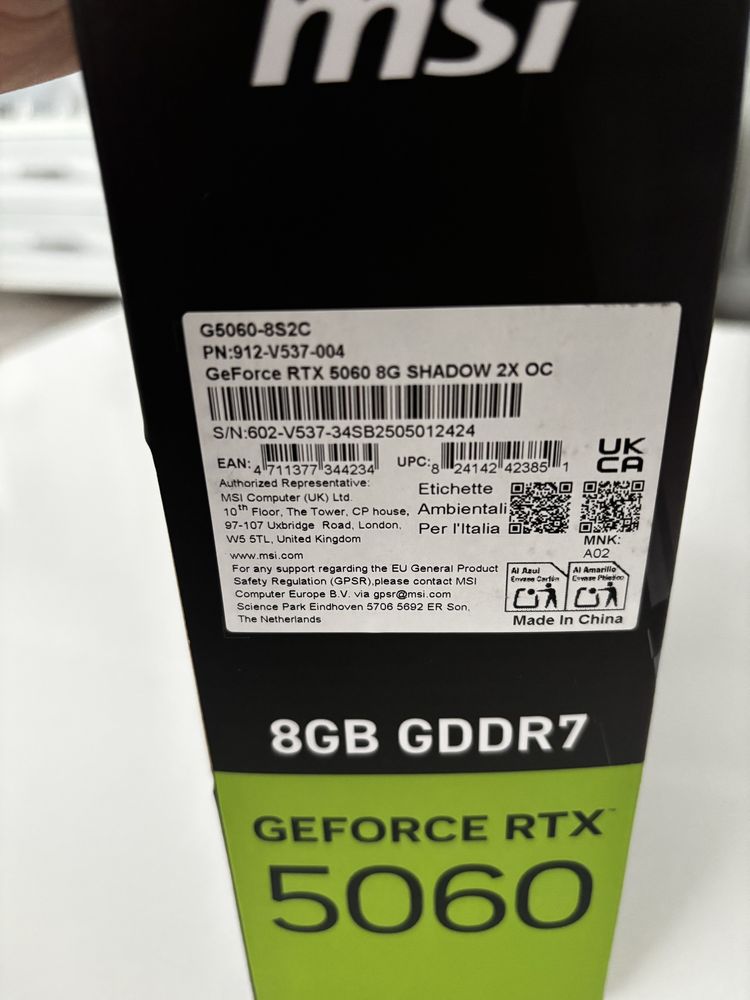 msi
G5060-8S2C
PN:912-V537-004
GeForce RTX 5060 8G SHADOW 2X OC
S/N:602-V537-34SB2505012424
EAN: 4 711377 344234 UPC: 8 24142 42385 1
UK
CA
Authorized Representative:
MSI Computer (UK) Ltd.
10th Floor, The Tower, CP house,
97-107 Uxbridge Road, London,
W5 5TL, United Kingdom
www.msi.com
Etichette
Ambientali
Per l'Italia
MNK:
A02
For any support regarding the EU General Product
Safety Regulation (GPSR),please contact MSI
Computer Europe B.V. via gpsr@msi.com
Science Park Eindhoven 5706 5692 ER Son,
The Netherlands
Al Azul
Envase Cartón
Al Amarillo
Envase Plástico
Made In China
8GB GDDR7
GEFORCE RTX™
5060